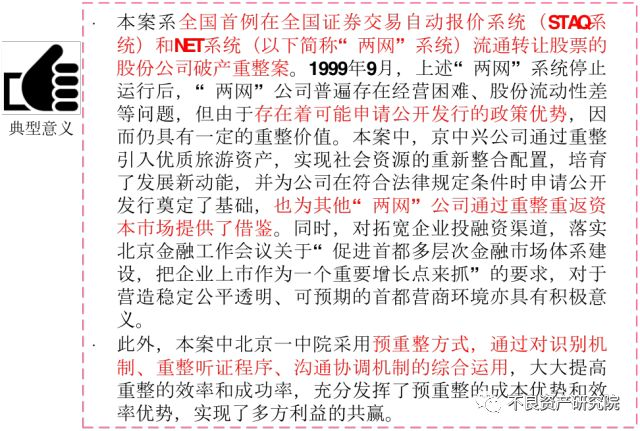 · 本案系全国首例在全国证券交易自动报价系统（STAQ系
统）和NET系统（以下简称“两网”系统）流通转让股票的
股份公司破产重整案。1999年9月，上述“两网”系统停止
运行后，“两网”公司普遍存在经营困难、股份流动性差
等问题，但由于存在着可能申请公开发行的政策优势，因
而仍具有一定的重整价值。本案中，京中兴公司通过重整
引入优质旅游资产，实现社会资源的重新整合配置，培育
了发展新动能，并为公司在符合法律规定条件时申请公开
发行奠定了基础，也为其他“两网”公司通过重整重返资
本市场提供了借鉴。同时，对拓宽企业投融资渠道，落实
北京金融工作会议关于“促进首都多层次金融市场体系建
设，把企业上市作为一个重要增长点来抓”的要求，对于
营造稳定公平透明、可预期的首都营商环境亦具有积极意
义。
· 此外，本案中北京一中院采用预重整方式，通过对识别机
制、重整听证程序、沟通协调机制的综合运用，大大提高
重整的效率和成功率，充分发挥了预重整的成本优势和效
率优势，实现了多方利益的共赢。
典型意义
不良资产研究院